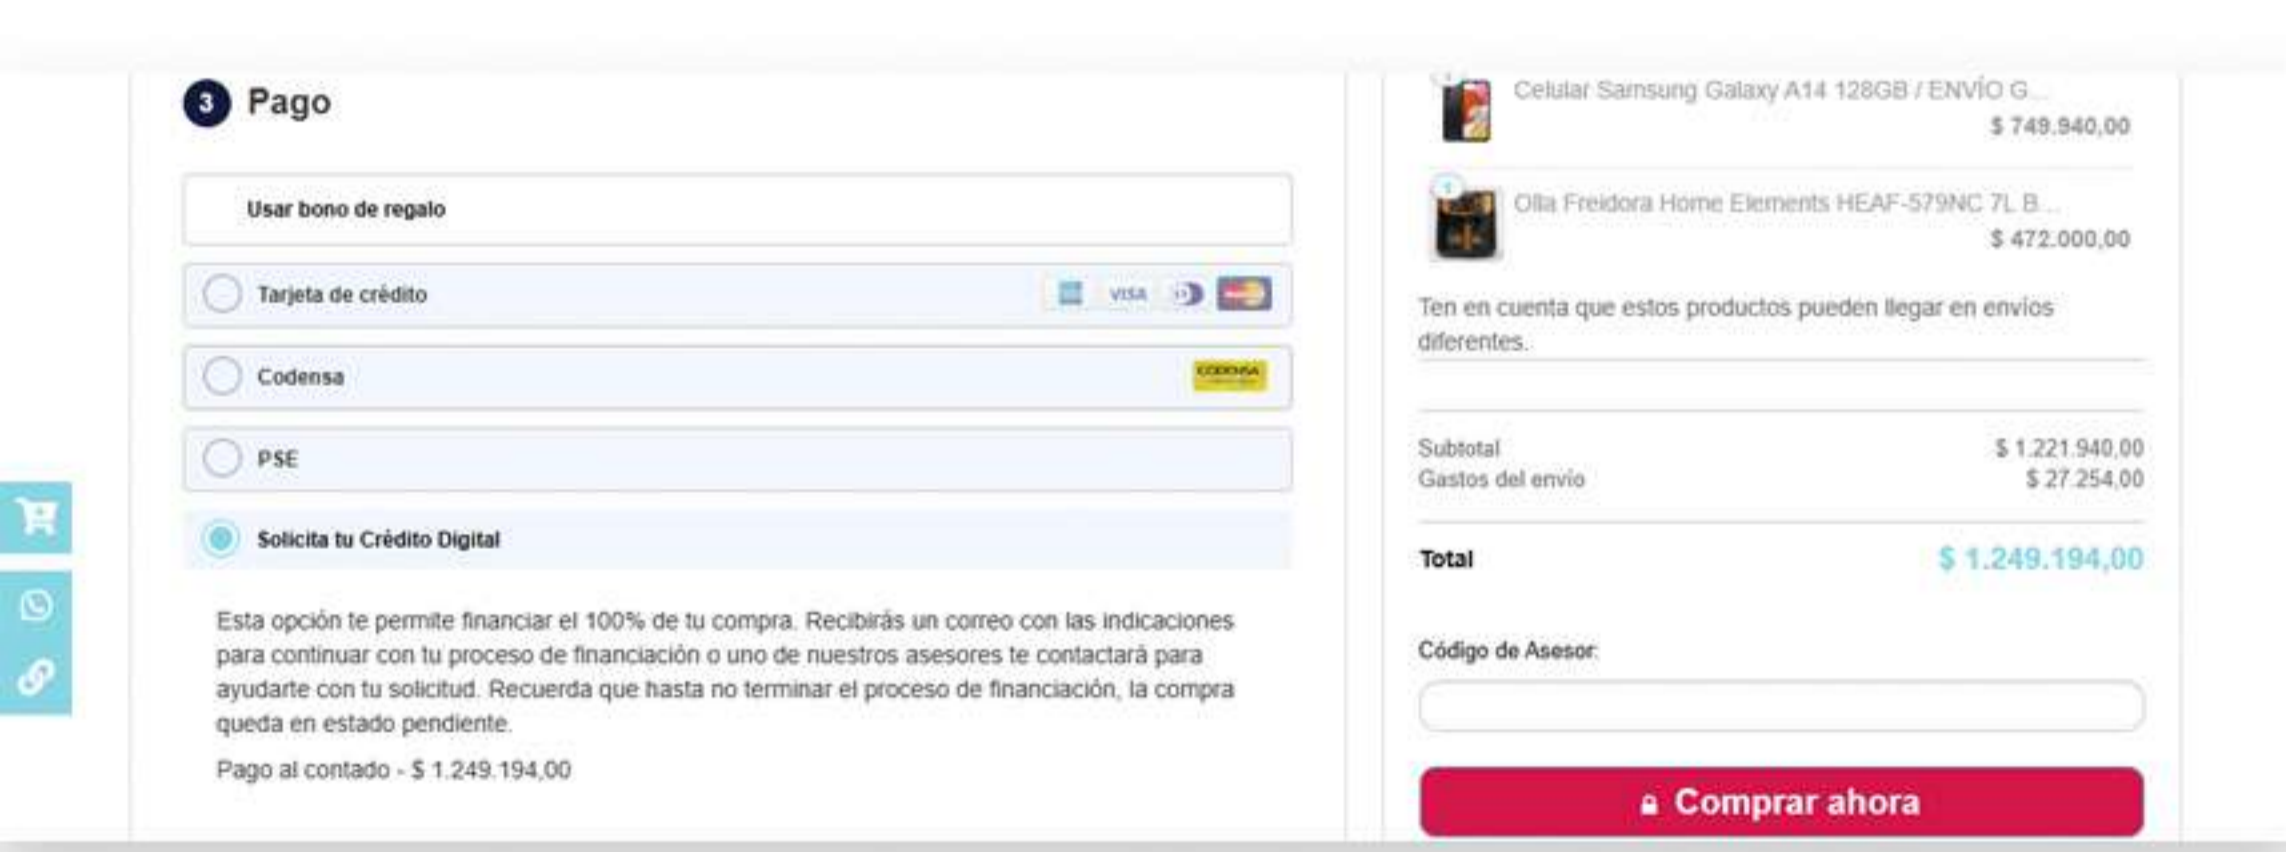 3 Pago
Usar bono de regalo
Tarjeta de crédito
VISA
Codensa
CODENSA
PSE
Solicita tu Crédito Digital
Esta opción te permite financiar el 100% de tu compra. Recibirás un correo con las indicaciones
para continuar con tu proceso de financiación o uno de nuestros asesores te contactará para
ayudarte con tu solicitud. Recuerda que hasta no terminar el proceso de financiación, la compra
queda en estado pendiente.
Pago al contado - $ 1.249.194,00
Celular Samsung Galaxy A14 128GB / ENVÍO G...
$ 749.940,00
1
Olla Freidora Home Elements HEAF-579NC 7L B...
$ 472.000,00
Ten en cuenta que estos productos pueden llegar en envíos
diferentes.
Subtotal $ 1.221.940,00
Gastos del envío $ 27.254,00
Total $ 1.249.194,00
Código de Asesor:
Comprar ahora